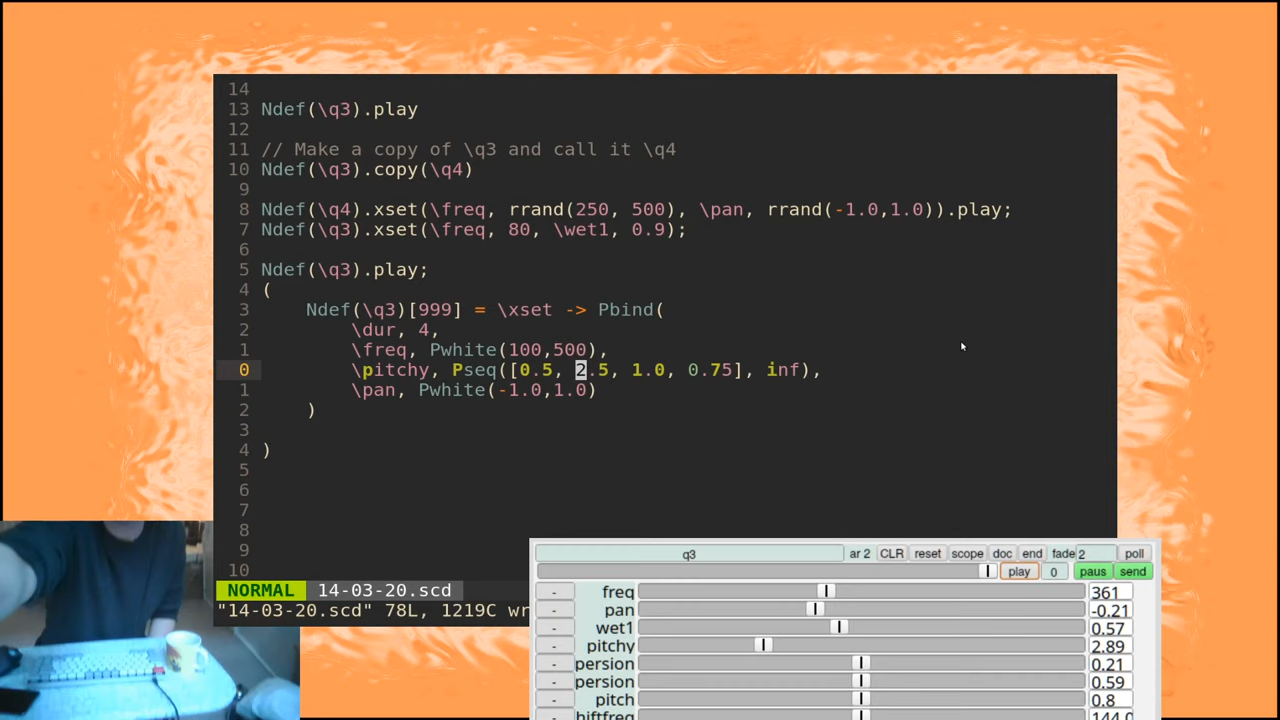 14
13 Ndef(\q3).play
12
11 // Make a copy of \q3 and call it \q4
10 Ndef(\q3).copy(\q4)
9
8 Ndef(\q4).xset(\freq, rrand(250, 500), \pan, rrand(-1.0,1.0)).play;
7 Ndef(\q3).xset(\freq, 80, \wet1, 0.9);
6
5 Ndef(\q3).play;
4 (
3 Ndef(\q3)[999] = \xset -> Pbind(
2 \dur, 4,
1 \freq, Pwhite(100,500),
0 \pitchy, Pseq([0.5, 2.5, 1.0, 0.75], inf),
1 \pan, Pwhite(-1.0,1.0)
2 )
3
4 )
5
6
7
8
9
10
NORMAL 14-03-20.scd
"14-03-20.scd" 78L, 1219C wr
q3 ar 2 CLR reset scope doc end fade 2 poll
play 0 paus send
- freq 361
- pan -0.21
- wet1 0.57
- pitchy 2.89
- persion 0.21
- persion 0.59
- pitch 0.8
- hiftfreq 144.0